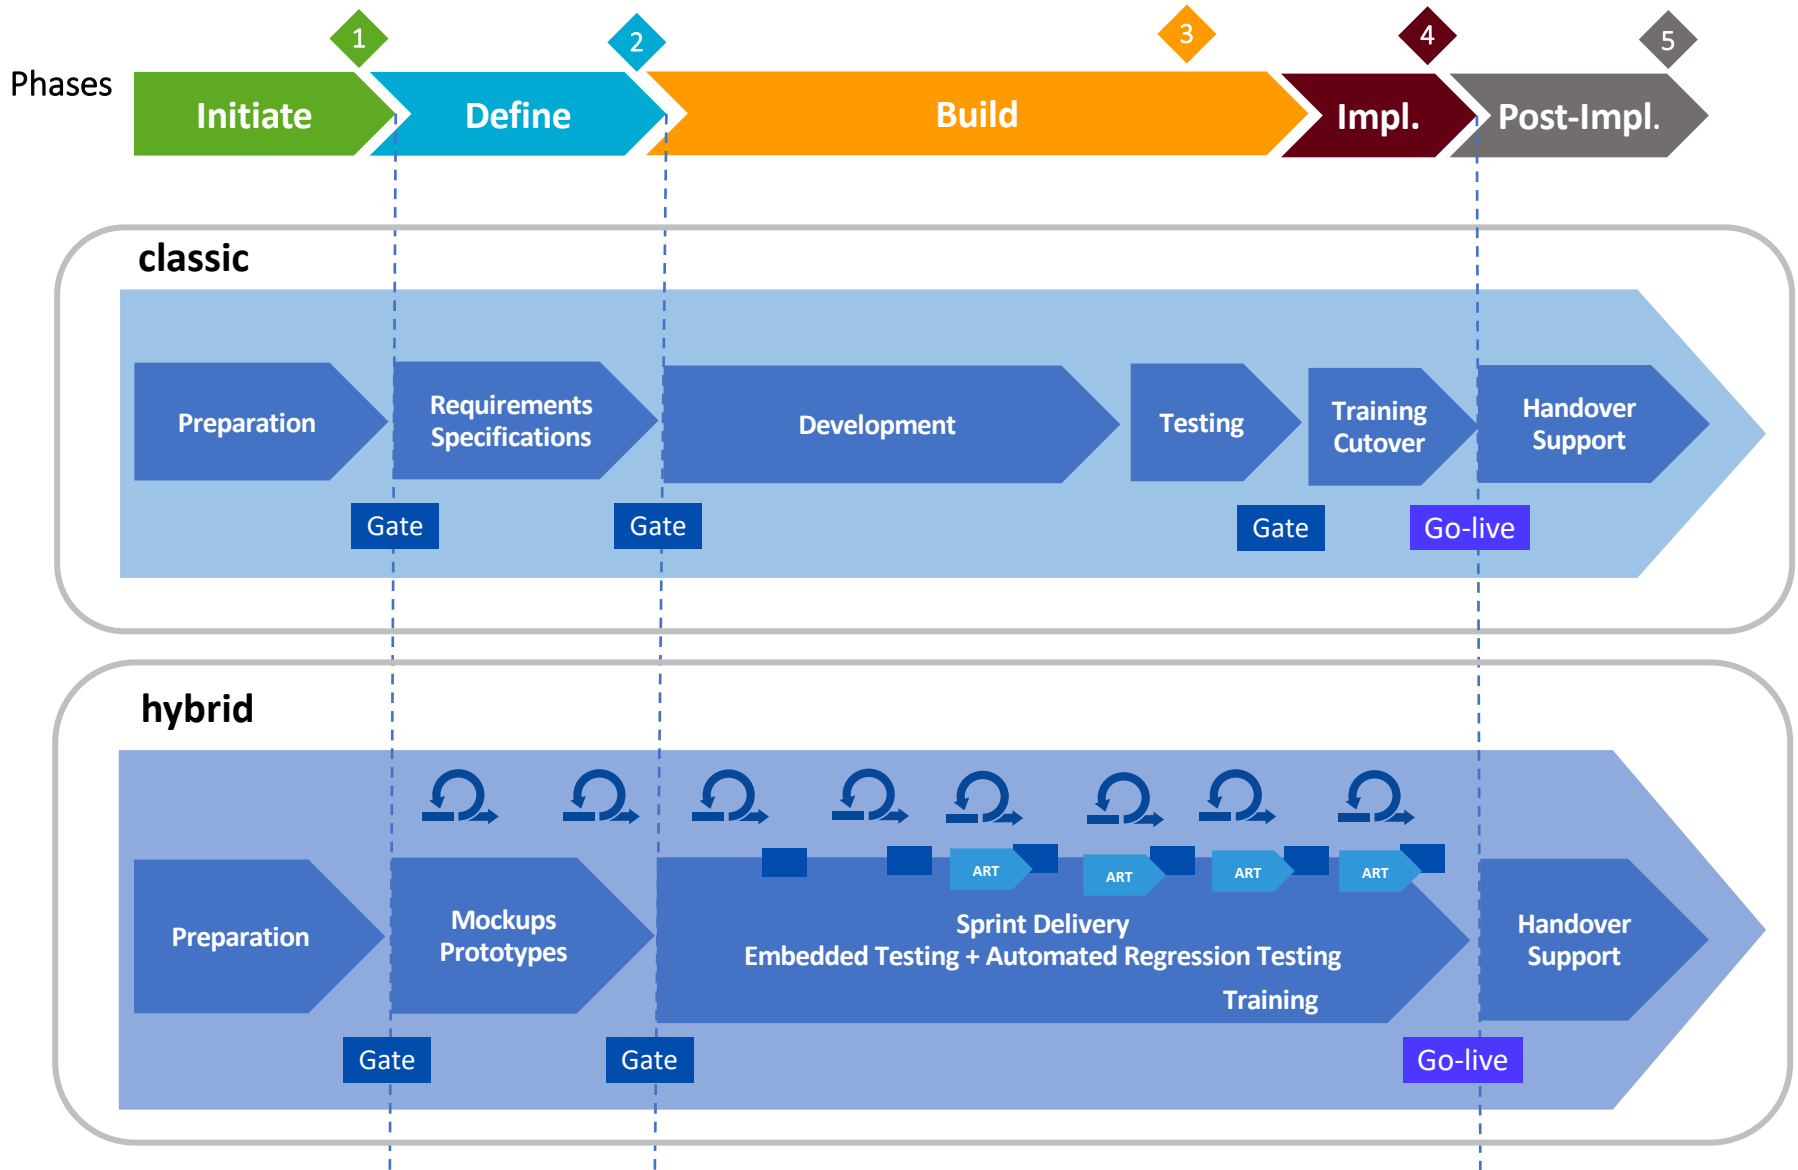 1
2
3
4
5
Phases
Initiate
Define
Build
Impl.
Post-Impl.
classic
Preparation
Requirements
Specifications
Development
Testing
Training
Cutover
Handover
Support
Gate
Gate
Gate
Go-live
hybrid
ART
ART
ART
ART
Preparation
Mockups
Prototypes
Sprint Delivery
Embedded Testing + Automated Regression Testing
Training
Handover
Support
Gate
Gate
Go-live